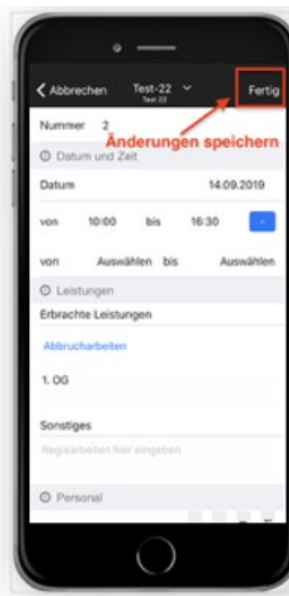 Abbrechen Test-22 Fertig
Test 22
Nummer 2
Änderungen speichern
Datum und Zeit
Datum 14.09.2019
von 10:00 bis 16:30 -
von Auswählen bis Auswählen
Leistungen
Erbrachte Leistungen
Abbrucharbeiten
1. OG
Sonstiges
Regiearbeiten hier eingeben
Personal